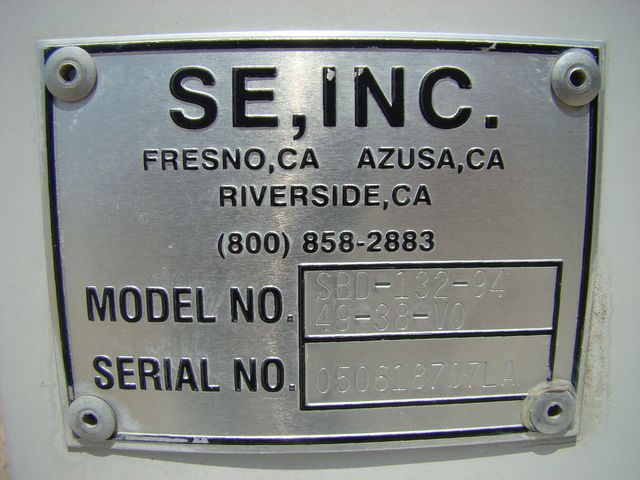 SE, INC.
FRESNO, CA AZUSA, CA
RIVERSIDE, CA
(800) 858-2883
MODEL NO. SBD-132-94
49-38-VO
SERIAL NO. 050618707LA